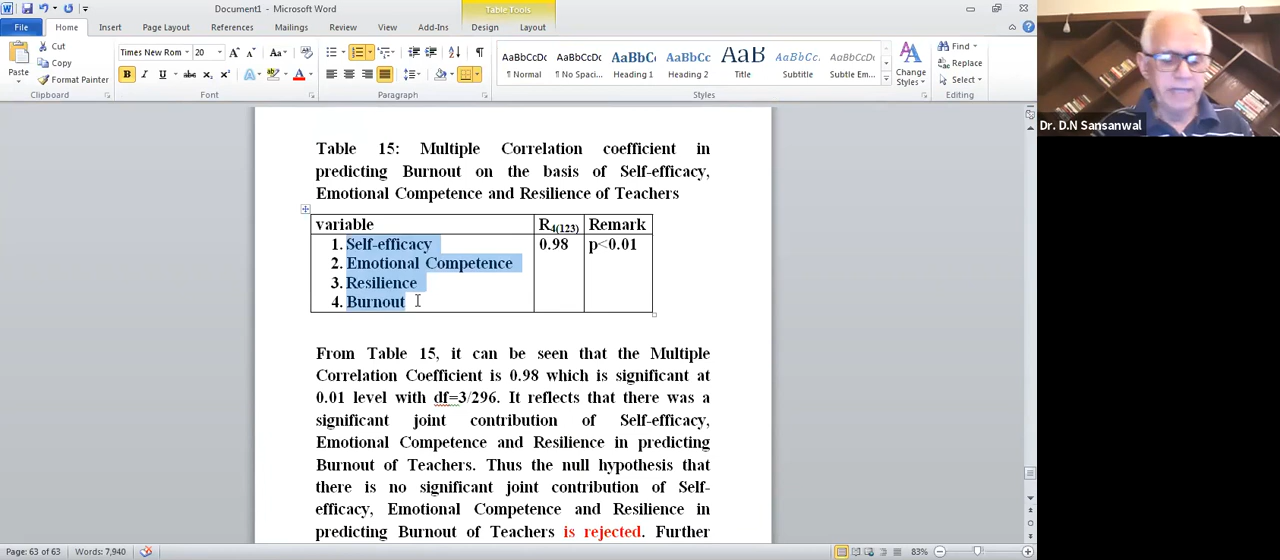 Document1 - Microsoft Word
Table Tools
File Home Insert Page Layout References Mailings Review View Add-Ins Design Layout
Cut
Copy
Format Painter
Paste
Clipboard
Times New Rom 20
Font
Paragraph
AaBbCcDc AaBbCcDc AaBbCc AaBbCc AaB AaBbCc. AaBbCcDc
¶ Normal ¶ No Spaci... Heading 1 Heading 2 Title Subtitle Subtle Em...
Styles
Change Styles
Find
Replace
Select
Editing
Dr. D.N Sansanwal
Table 15: Multiple Correlation coefficient in
predicting Burnout on the basis of Self-efficacy,
Emotional Competence and Resilience of Teachers
variable R4(123) Remark
1. Self-efficacy 0.98 p<0.01
2. Emotional Competence
3. Resilience
4. Burnout
From Table 15, it can be seen that the Multiple
Correlation Coefficient is 0.98 which is significant at
0.01 level with df=3/296. It reflects that there was a
significant joint contribution of Self-efficacy,
Emotional Competence and Resilience in predicting
Burnout of Teachers. Thus the null hypothesis that
there is no significant joint contribution of Self-
efficacy, Emotional Competence and Resilience in
predicting Burnout of Teachers is rejected. Further
Page: 63 of 63 Words: 7,940 83%